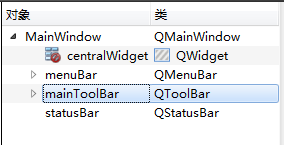 对象 类
MainWindow QMainWindow
centralWidget QWidget
menuBar QMenuBar
mainToolBar QToolBar
statusBar QStatusBar